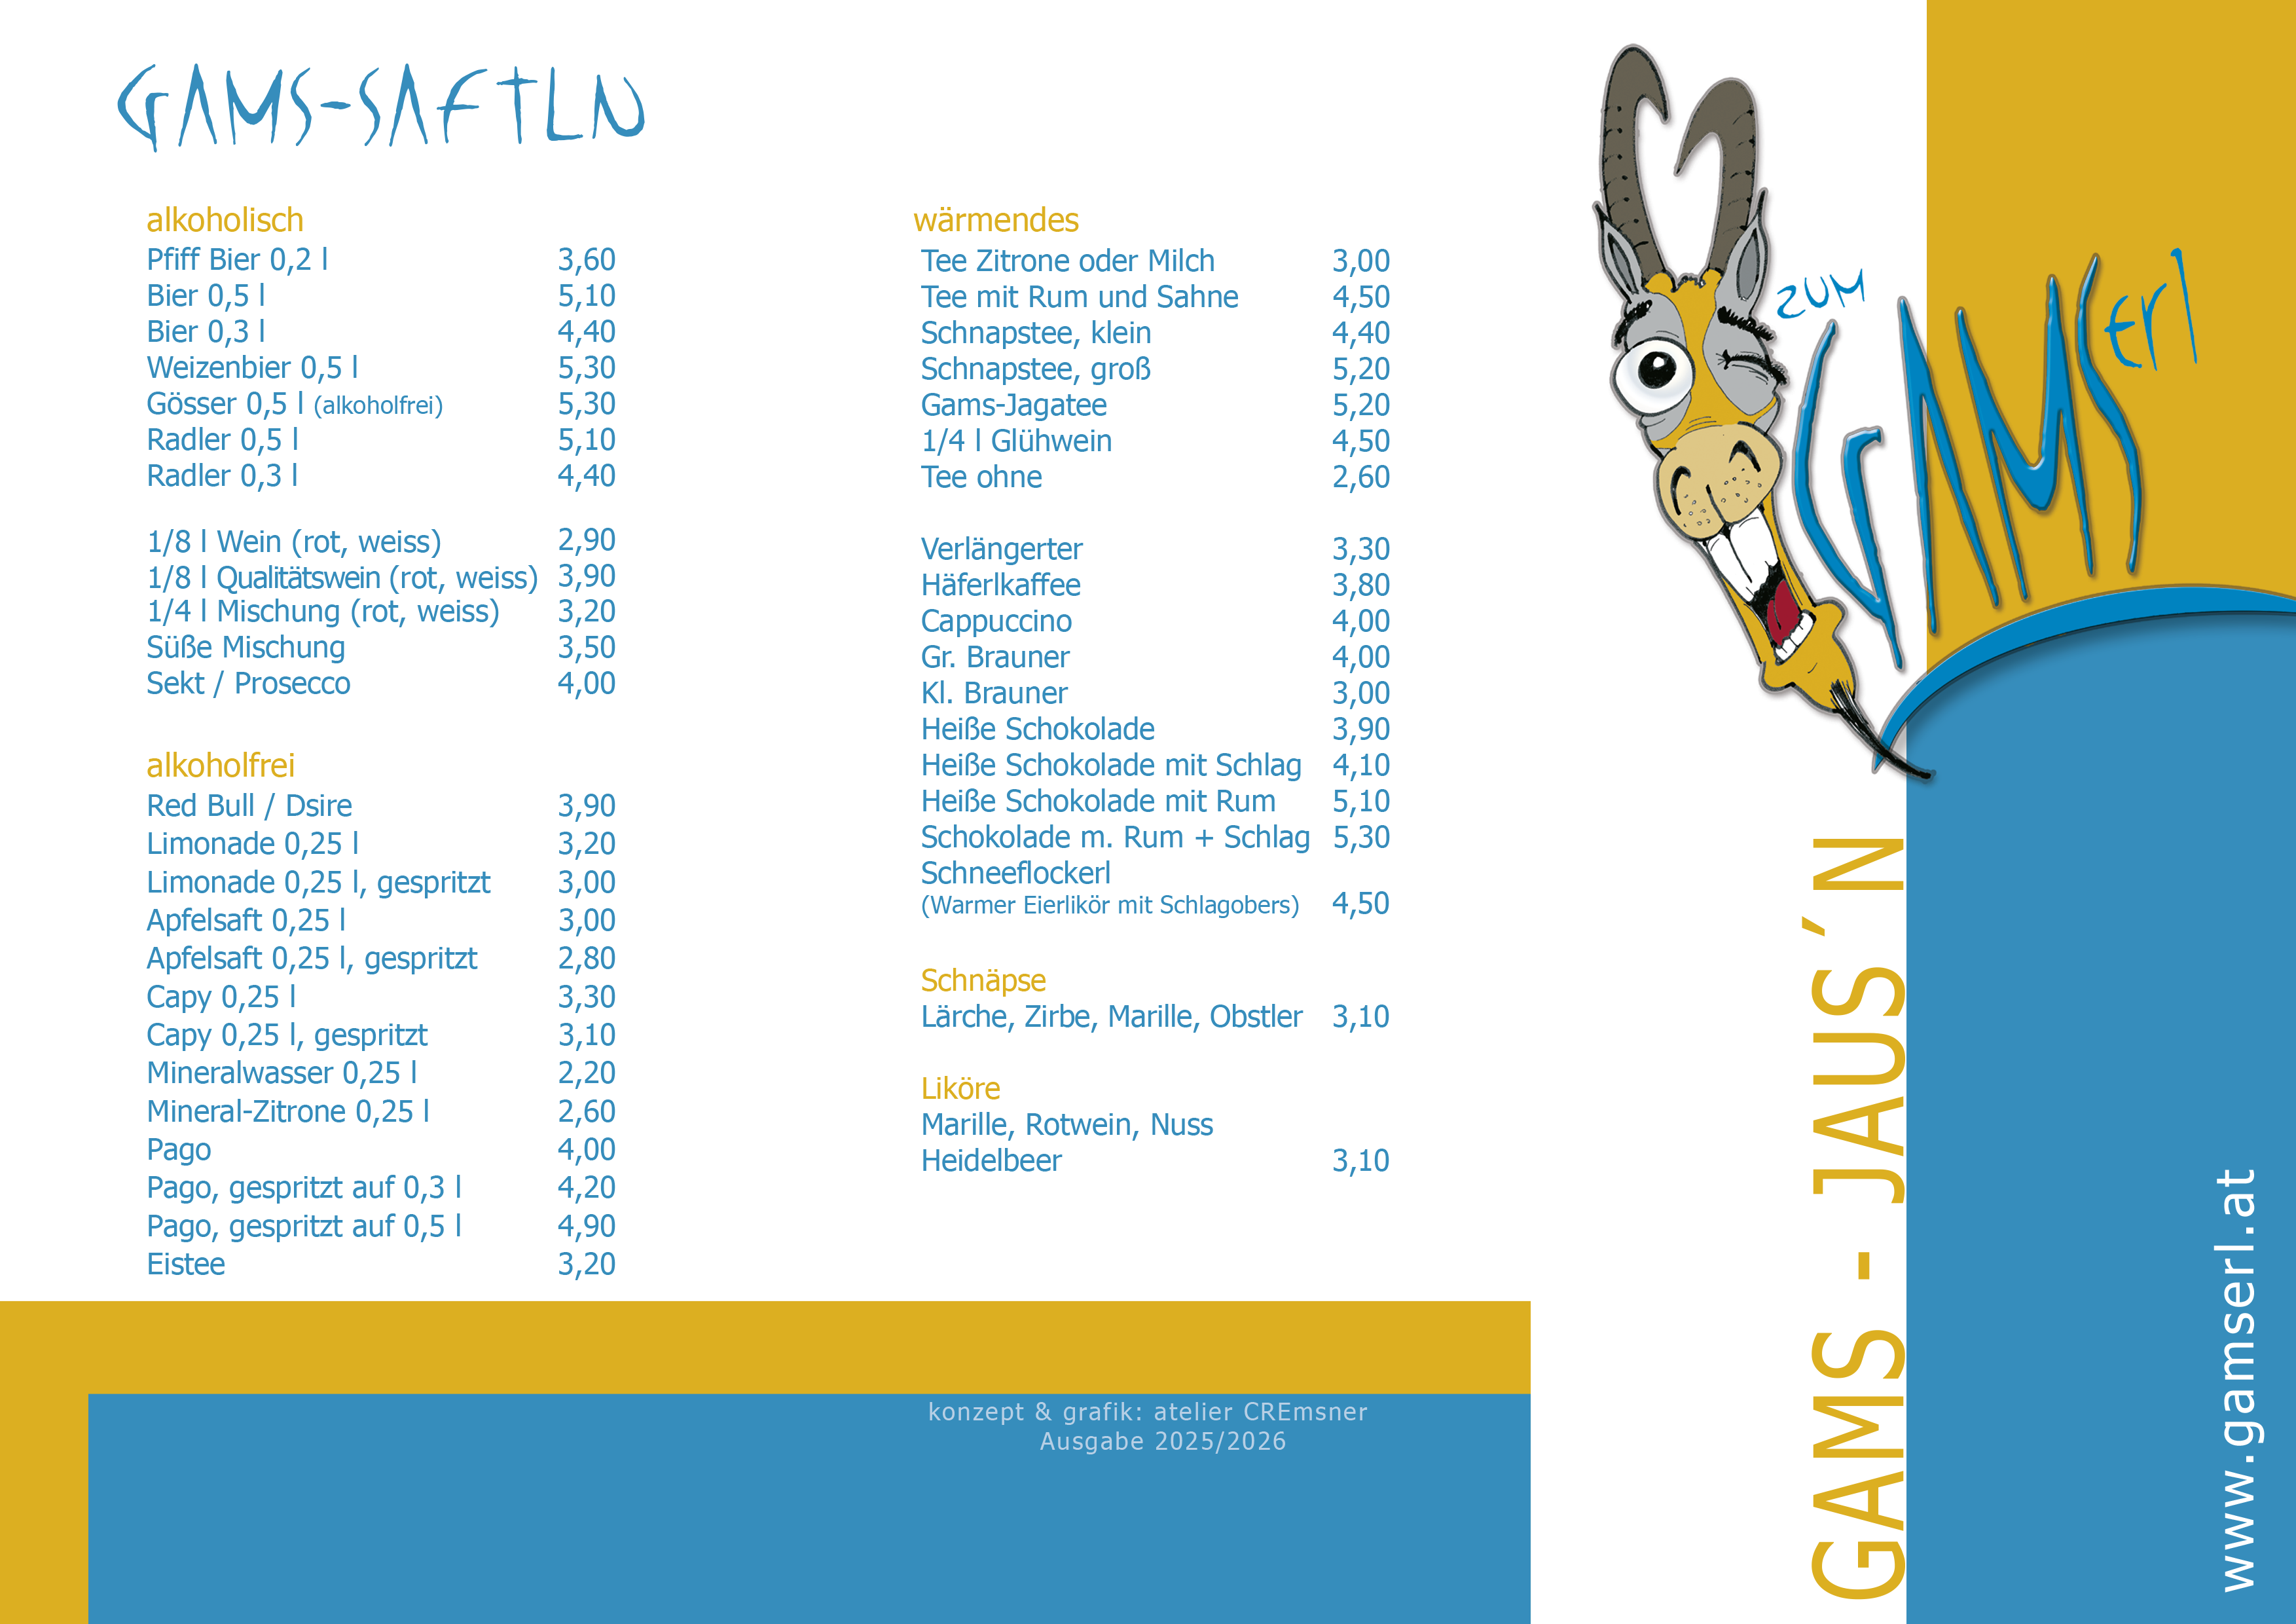 GAMS-SAFTLN
alkoholisch
Pfiff Bier 0,2 l 3,60
Bier 0,5 l 5,10
Bier 0,3 l 4,40
Weizenbier 0,5 l 5,30
Gösser 0,5 l (alkoholfrei) 5,30
Radler 0,5 l 5,10
Radler 0,3 l 4,40
1/8 l Wein (rot, weiss) 2,90
1/8 l Qualitätswein (rot, weiss) 3,90
1/4 l Mischung (rot, weiss) 3,20
Süße Mischung 3,50
Sekt / Prosecco 4,00
alkoholfrei
Red Bull / Dsire 3,90
Limonade 0,25 l 3,20
Limonade 0,25 l, gespritzt 3,00
Apfelsaft 0,25 l 3,00
Apfelsaft 0,25 l, gespritzt 2,80
Capy 0,25 l 3,30
Capy 0,25 l, gespritzt 3,10
Mineralwasser 0,25 l 2,20
Mineral-Zitrone 0,25 l 2,60
Pago 4,00
Pago, gespritzt auf 0,3 l 4,20
Pago, gespritzt auf 0,5 l 4,90
Eistee 3,20
wärmendes
Tee Zitrone oder Milch 3,00
Tee mit Rum und Sahne 4,50
Schnapstee, klein 4,40
Schnapstee, groß 5,20
Gams-Jagatee 5,20
1/4 l Glühwein 4,50
Tee ohne 2,60
Verlängerter 3,30
Häferlkaffee 3,80
Cappuccino 4,00
Gr. Brauner 4,00
Kl. Brauner 3,00
Heiße Schokolade 3,90
Heiße Schokolade mit Schlag 4,10
Heiße Schokolade mit Rum 5,10
Schokolade m. Rum + Schlag 5,30
Schneeflockerl
(Warmer Eierlikör mit Schlagobers) 4,50
Schnäpse
Lärche, Zirbe, Marille, Obstler 3,10
Liköre
Marille, Rotwein, Nuss
Heidelbeer 3,10
konzept & grafik: atelier CREmsner
Ausgabe 2025/2026
ZUM
GAMSerl
GAMS - JAUS´N
www.gamserl.at